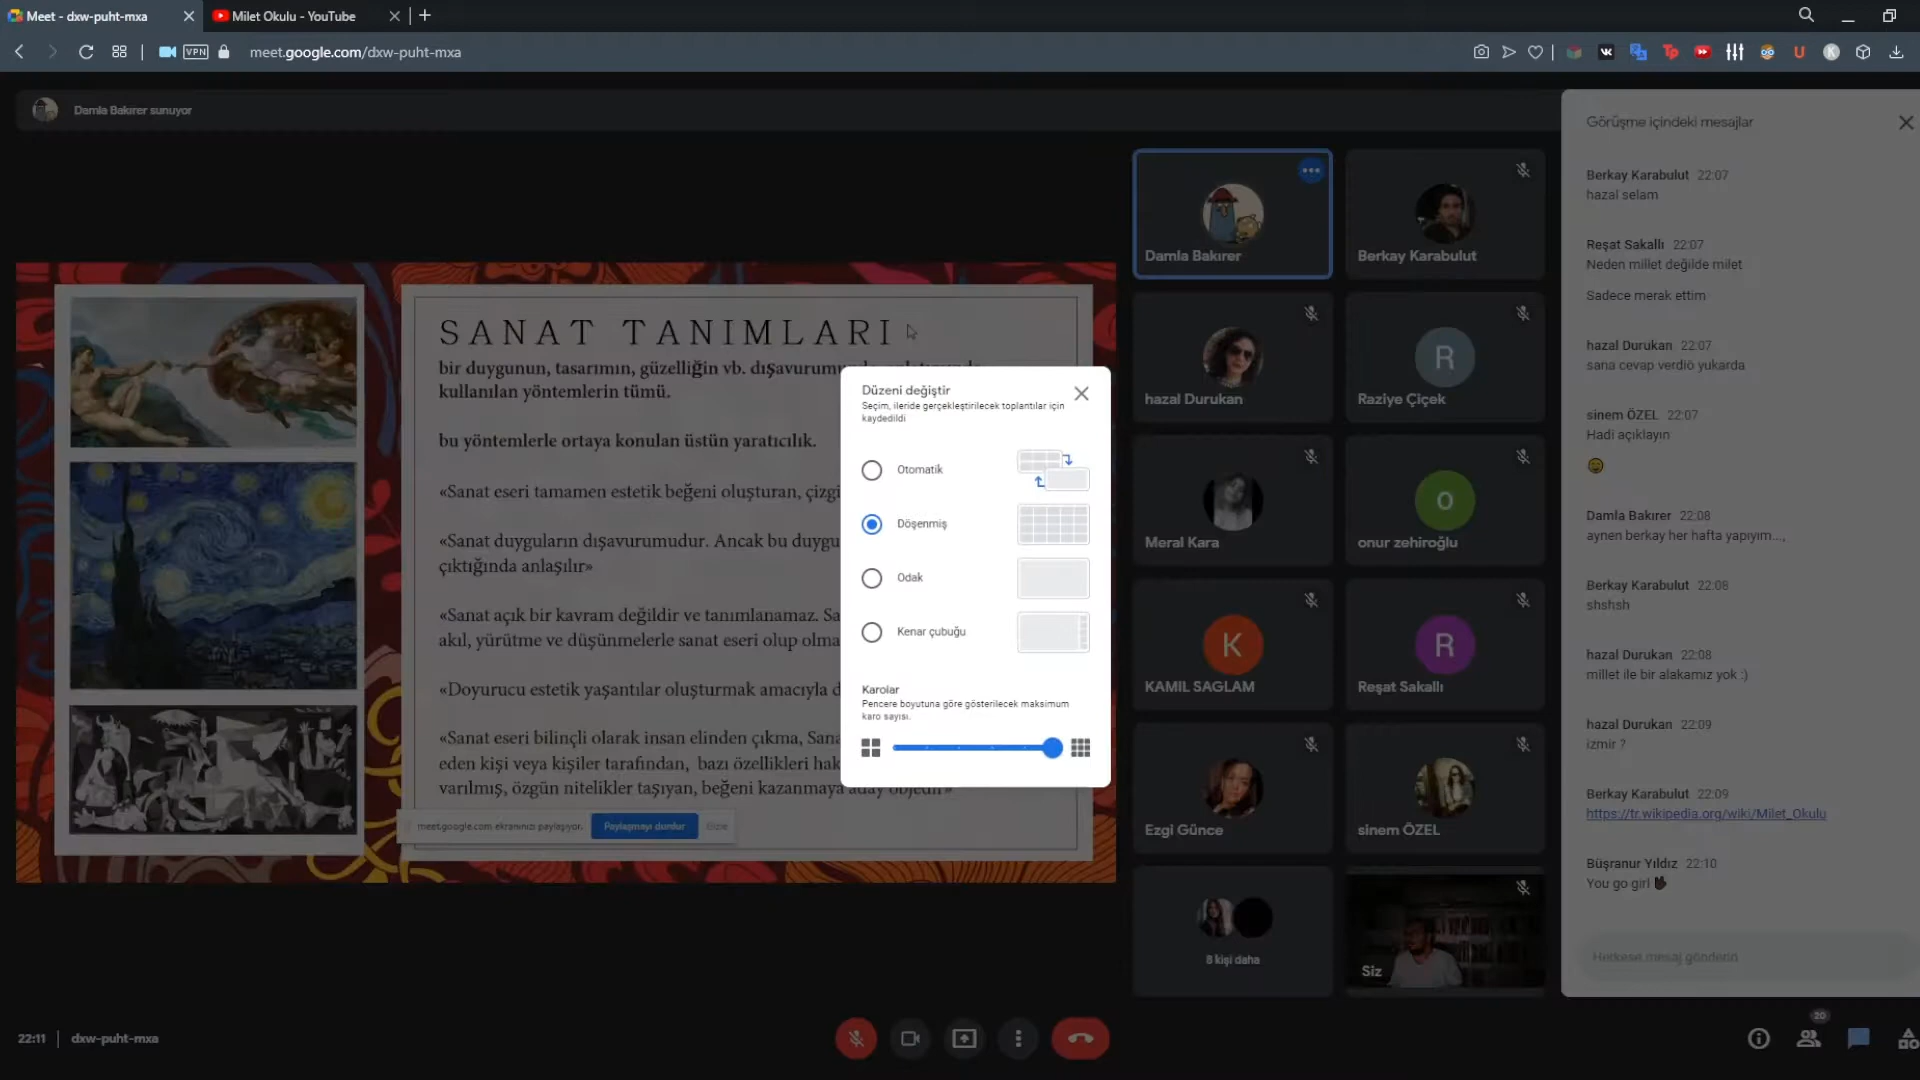 Meet - dxw-puht-mxa
Milet Okulu - YouTube
VPN
meet.google.com/dxw-puht-mxa
Damla Bakırer sunuyor
SANAT TANIMLARI
bir duygunun, tasarımın, güzelliğin vb. dışavurumunda
kullanılan yöntemlerin tümü.
bu yöntemlerle ortaya konulan üstün yaratıcılık.
«Sanat eseri tamamen estetik beğeni oluşturan, çizgi
«Sanat duyguların dışavurumudur. Ancak bu duygu
çıktığında anlaşılır»
«Sanat açık bir kavram değildir ve tanımlanamaz. Sa
akıl, yürütme ve düşünmelerle sanat eseri olup olma
«Doyurucu estetik yaşantılar oluşturmak amacıyla d
«Sanat eseri bilinçli olarak insan elinden çıkma, Sana
eden kişi veya kişiler tarafından, bazı özellikleri hak
varılmış, özgün nitelikler taşıyan, beğeni kazanmaya aday objedir»
meet.google.com ekranınızı paylaşıyor.
Paylaşmayı durdur
Gizle
Düzeni değiştir
Seçim, ileride gerçekleştirilecek toplantılar için
kaydedildi
Otomatik
Döşenmiş
Odak
Kenar çubuğu
Karolar
Pencere boyutuna göre gösterilecek maksimum
karo sayısı.
Damla Bakırer
Berkay Karabulut
hazal Durukan
R
Raziye Çiçek
Meral Kara
o
onur zehiroğlu
K
KAMIL SAGLAM
R
Reşat Sakallı
Ezgi Günce
sinem ÖZEL
8 kişi daha
Siz
Görüşme içindeki mesajlar
Berkay Karabulut 22:07
hazal selam
Reşat Sakallı 22:07
Neden millet değilde milet
Sadece merak ettim
hazal Durukan 22:07
sana cevap verdiö yukarda
sinem ÖZEL 22:07
Hadi açıklayın
Damla Bakırer 22:08
aynen berkay her hafta yapıyım...,
Berkay Karabulut 22:08
shsfısh
hazal Durukan 22:08
millet ile bir alakamız yok :)
hazal Durukan 22:09
izmir ?
Berkay Karabulut 22:09
https://tr.wikipedia.org/wiki/Milet_Okulu
Büşranur Yıldız 22:10
You go girl
Herkese mesaj gönderin
22:11 | dxw-puht-mxa
20